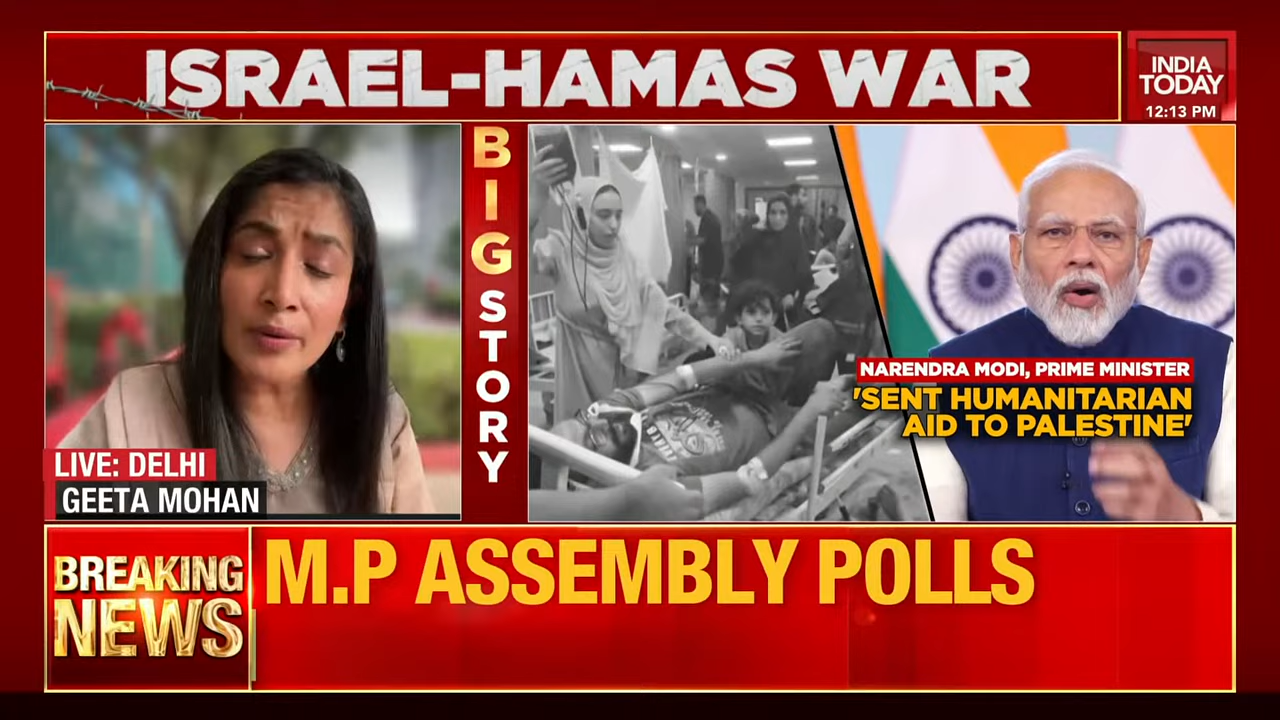 ISRAEL-HAMAS WAR
INDIA
TODAY
12:13 PM
BIG STORY
NARENDRA MODI, PRIME MINISTER
'SENT HUMANITARIAN
AID TO PALESTINE'
LIVE: DELHI
GEETA MOHAN
BREAKING
NEWS
M.P ASSEMBLY POLLS